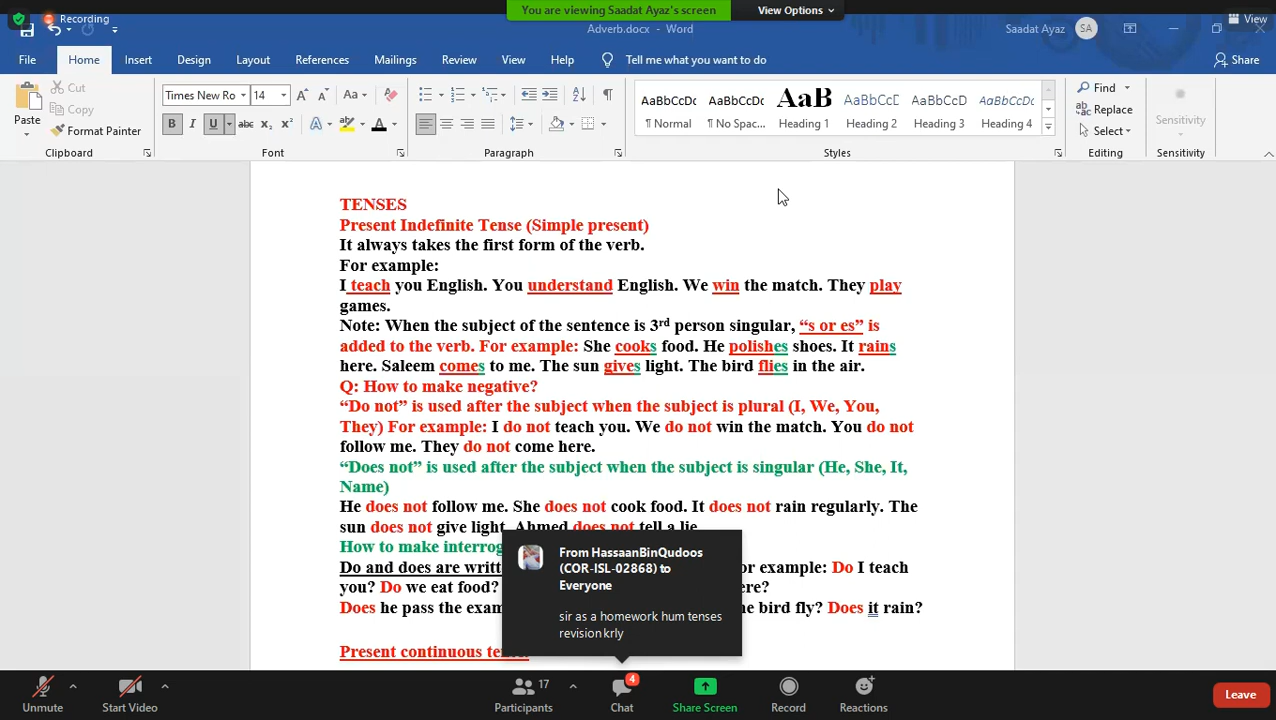 Recording
You are viewing Saadat Ayaz's screen
View Options
View
Adverb.docx - Word
Saadat Ayaz
SA
File
Home
Insert
Design
Layout
References
Mailings
Review
View
Help
Tell me what you want to do
Share
Paste
Cut
Copy
Format Painter
Clipboard
Times New Ro
14
Font
Paragraph
AaBbCcDc
¶ Normal
AaBbCcDc
¶ No Spac...
AaB
Heading 1
AaBbCcD
Heading 2
AaBbCcD
Heading 3
AaBbCcD
Heading 4
Styles
Find
Replace
Select
Editing
Sensitivity
Sensitivity
TENSES
Present Indefinite Tense (Simple present)
It always takes the first form of the verb.
For example:
I teach you English. You understand English. We win the match. They play
games.
Note: When the subject of the sentence is 3rd person singular, “s or es” is
added to the verb. For example: She cooks food. He polishes shoes. It rains
here. Saleem comes to me. The sun gives light. The bird flies in the air.
Q: How to make negative?
“Do not” is used after the subject when the subject is plural (I, We, You,
They) For example: I do not teach you. We do not win the match. You do not
follow me. They do not come here.
“Does not” is used after the subject when the subject is singular (He, She, It,
Name)
He does not follow me. She does not cook food. It does not rain regularly. The
sun does not give light. Ahmed does not tell a lie.
How to make interrog
Do and does are writt or example: Do I teach
you? Do we eat food? ere?
Does he pass the exam he bird fly? Does it rain?
Present continuous tense
From HassaanBinQudoos
(COR-ISL-02868) to
Everyone
sir as a homework hum tenses
revision krly
Unmute
Start Video
17
Participants
4
Chat
Share Screen
Record
Reactions
Leave